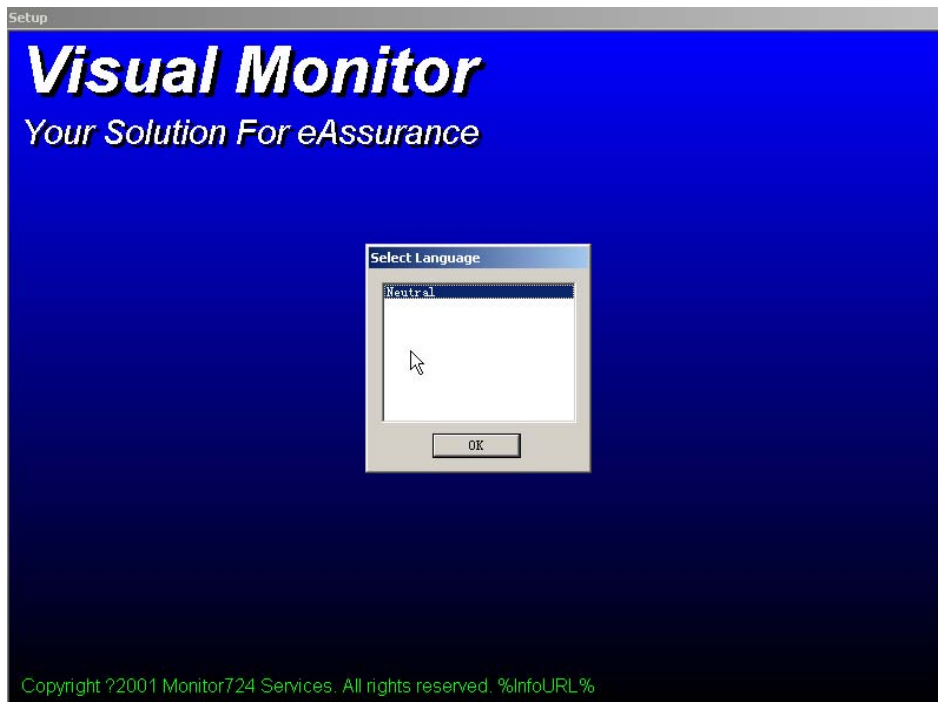 Setup
Visual Monitor
Your Solution For eAssurance
Select Language
Neutral
OK
Copyright ?2001 Monitor724 Services. All rights reserved. %InfoURL%